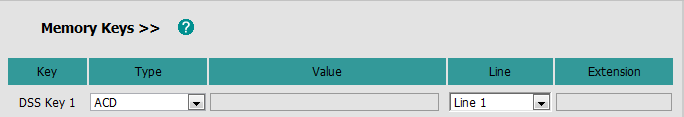 Memory Keys >> ?
Key Type Value Line Extension
DSS Key 1 ACD Line 1